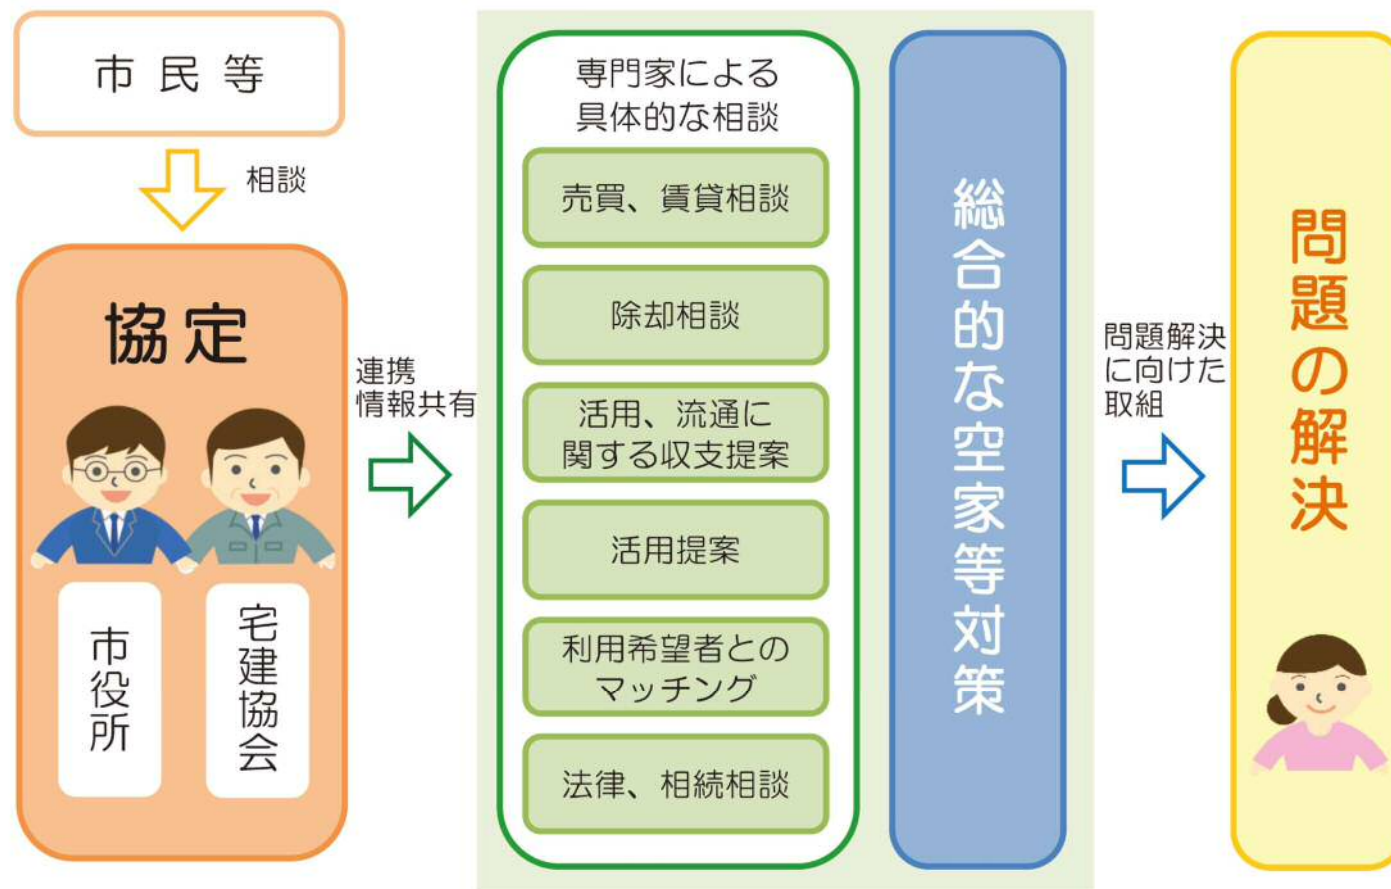 市民等
相談
協定
市役所
宅建協会
連携
情報共有
専門家による
具体的な相談
売買、賃貸相談
除却相談
活用、流通に
関する収支提案
活用提案
利用希望者との
マッチング
法律、相続相談
総合的な空家等対策
問題解決
に向けた
取組
問題の解決